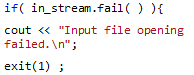 if( in_stream.fail( ) ){
cout << "Input file opening
failed.\n";
exit(1) ;